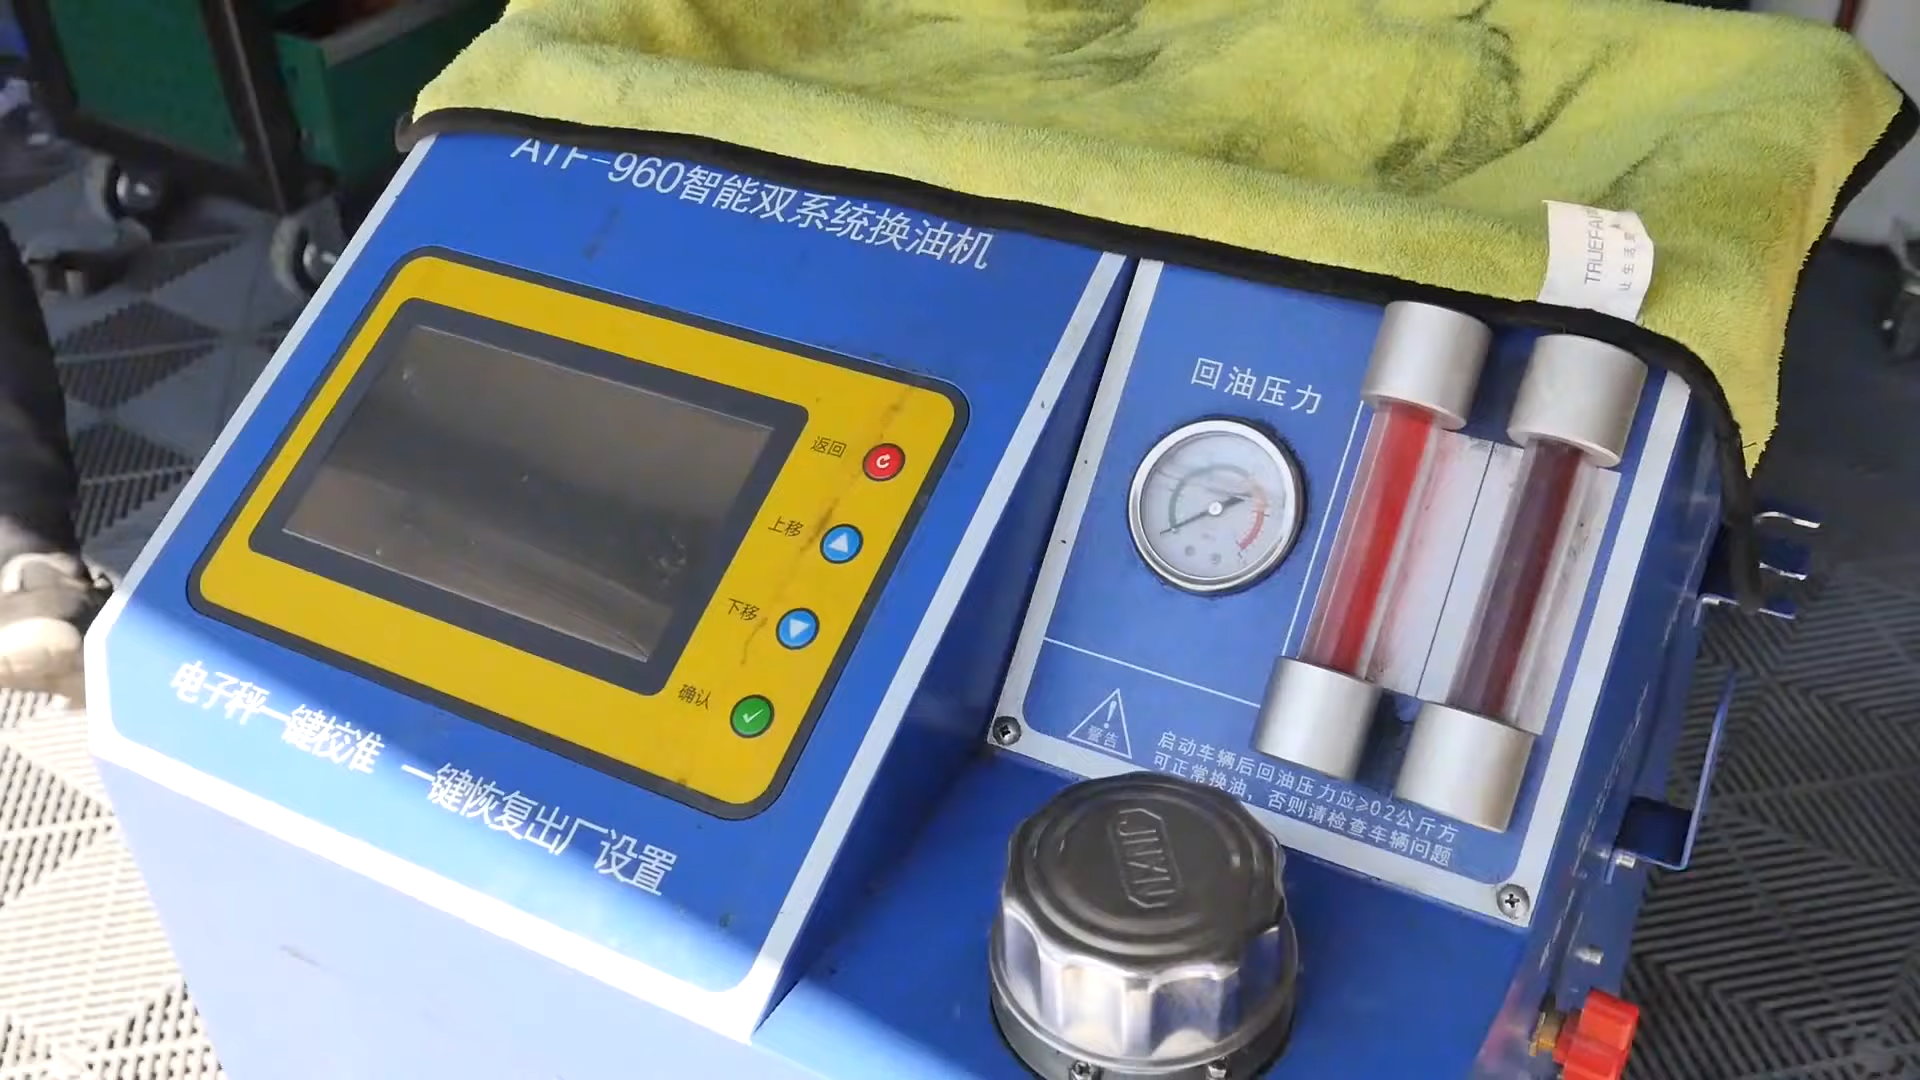 ATF-960智能双系统换油机
返回
上移
下移
确认
电子秤一键校准 一键恢复出厂设置
回油压力
警告
启动车辆后回油压力应≥0.2公斤方
可正常换油，否则请检查车辆问题
JINXIU